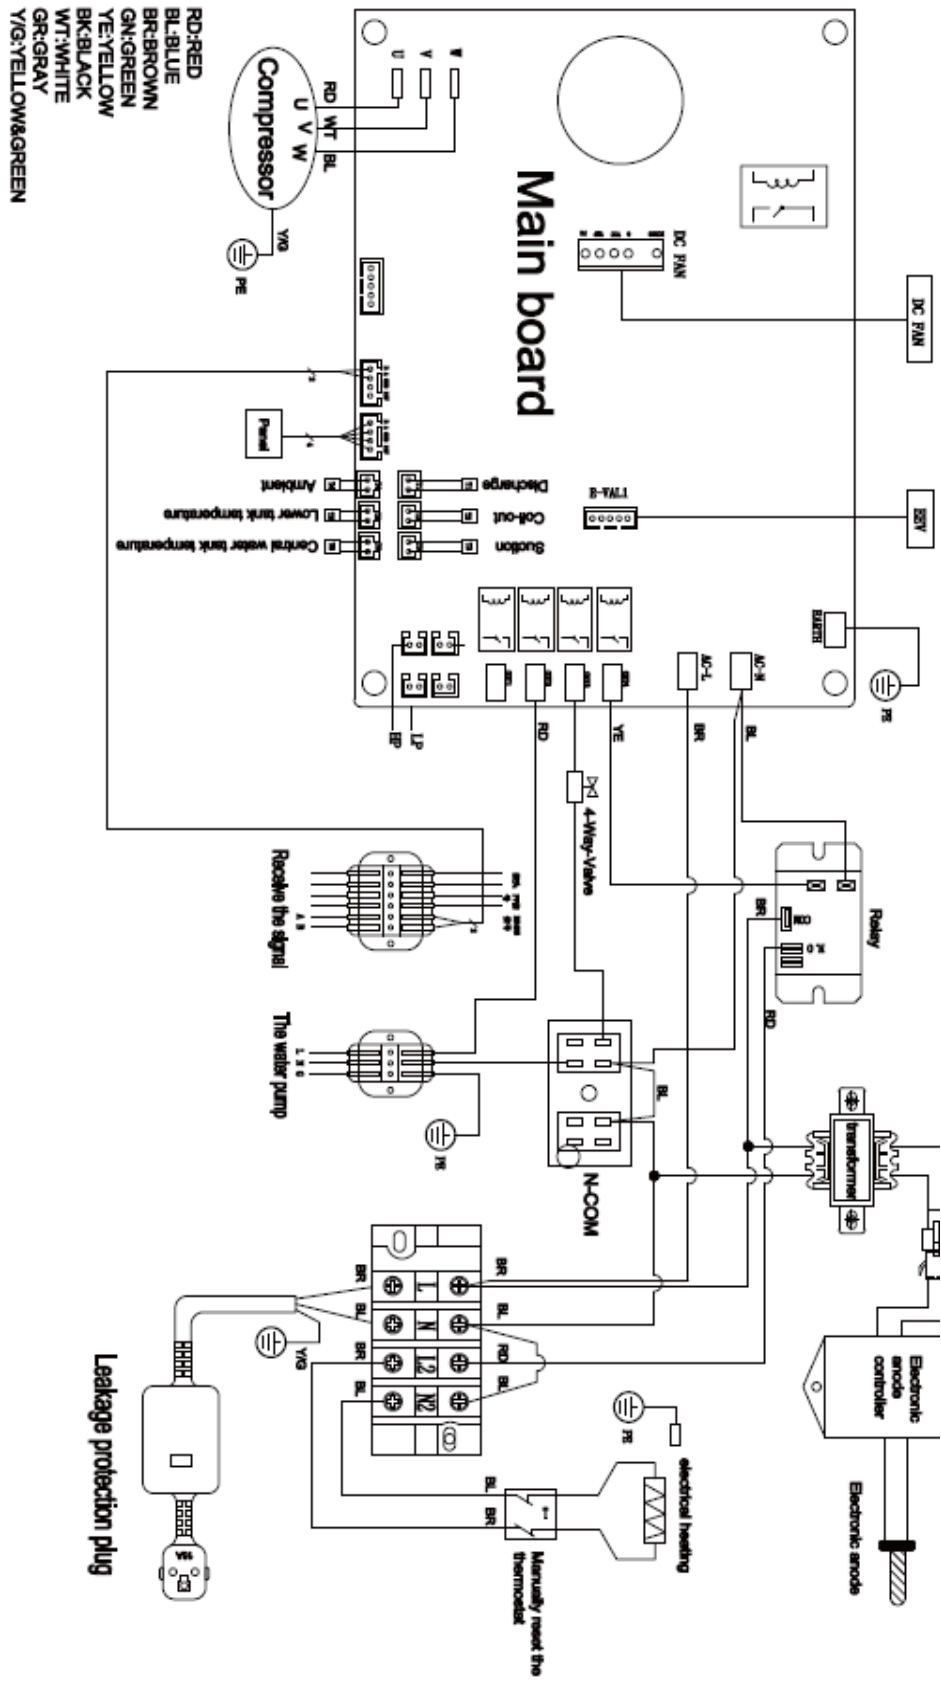 RD:RED
BL:BLUE
BR:BROWN
GN:GREEN
YE:YELLOW
BK:BLACK
WT:WHITE
GR:GRAY
Y/G:YELLOW&GREEN
Compressor
U V W
RD
WT
BL
Y/G
PE
U
V
W
Main board
DC FAN
DC FAN
E-VAL1
EEV
EARTH
PE
Panel
Ambient
Lower tank temperature
Central water tank temperature
Discharge
Coil-out
Suction
HP
LP
RD
YE
AC-L
AC-N
BR
BL
4-Way-Valve
Relay
COM
BR
RD
Receive the signal
A B
The water pump
L N G
PE
BL
N-COM
transformer
Electronic
anode
controller
Electronic anode
BR
BL
RD
BL
L
N
L2
N2
BR
BL
BR
BL
Y/G
Leakage protection plug
PE
electrical heating
BL
BR
Manually reset the
thermostat